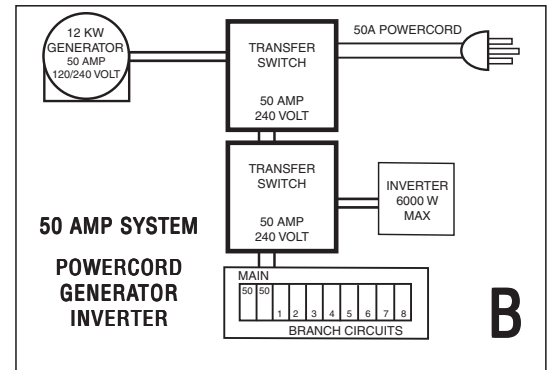 12 KW
GENERATOR
50 AMP
120/240 VOLT
TRANSFER
SWITCH
50 AMP
240 VOLT
50A POWERCORD
TRANSFER
SWITCH
50 AMP
240 VOLT
INVERTER
6000 W
MAX
50 AMP SYSTEM
POWERCORD
GENERATOR
INVERTER
MAIN
50 50
1 2 3 4 5 6 7 8
BRANCH CIRCUITS
B